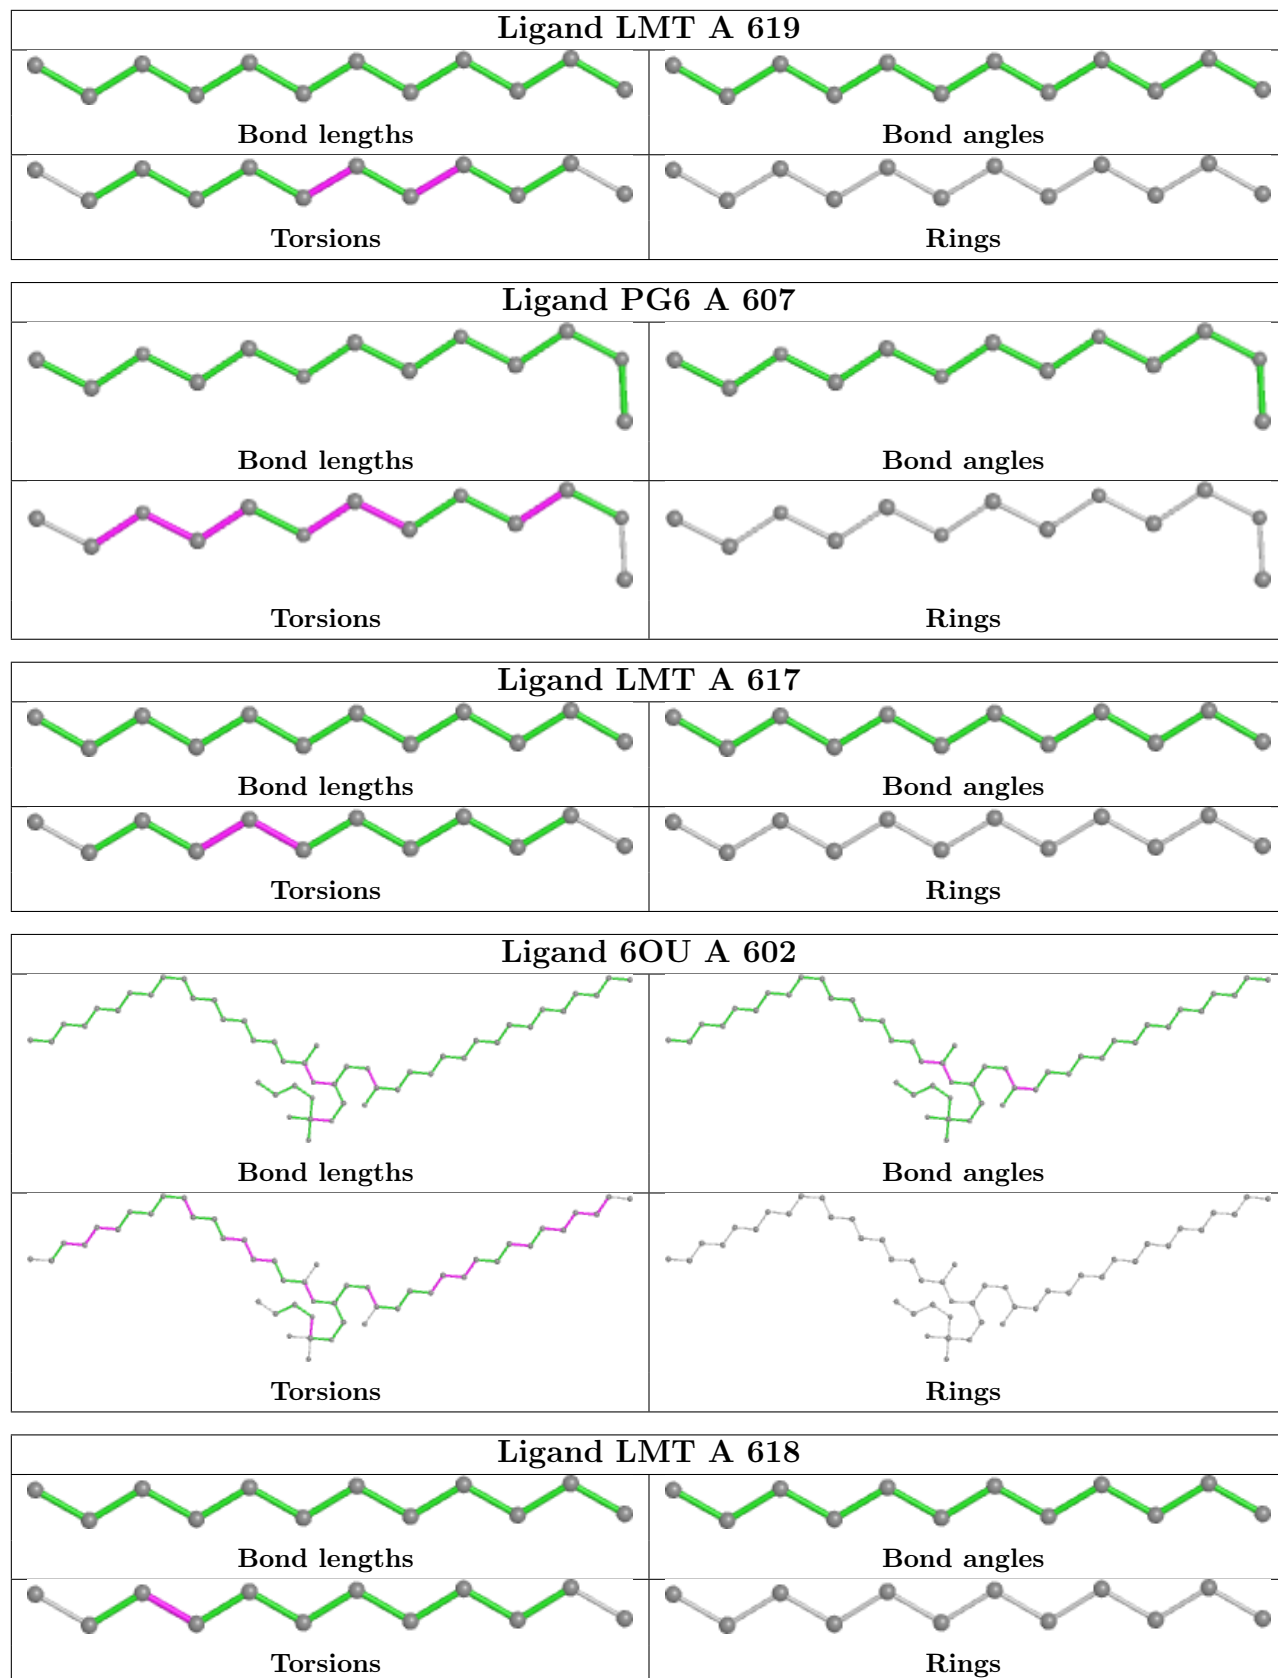 Ligand LMT A 619
Bond lengths
Bond angles
Torsions
Rings
Ligand PG6 A 607
Bond lengths
Bond angles
Torsions
Rings
Ligand LMT A 617
Bond lengths
Bond angles
Torsions
Rings
Ligand 6OU A 602
Bond lengths
Bond angles
Torsions
Rings
Ligand LMT A 618
Bond lengths
Bond angles
Torsions
Rings